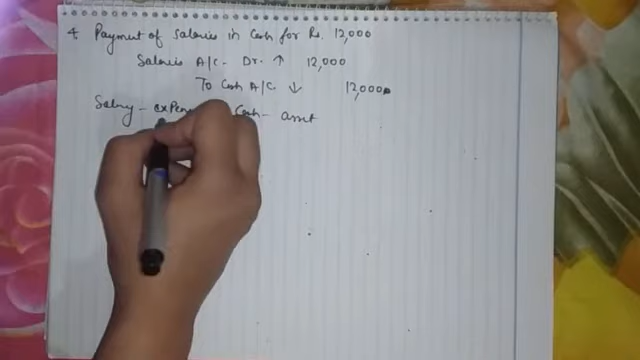 4. Payment of Salaries in Cash for Rs. 12,000
Salaries A/C. Dr. ↑ 12,000
To Cash A/C. ↓ 12,000
Salary - Cash - asset